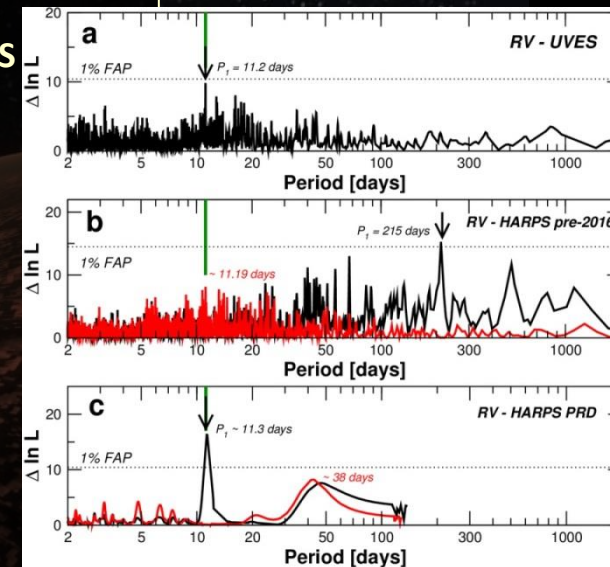 s
a
RV - UVES
1% FAP
P1 = 11.2 days
Δ ln L
20
10
0
2 5 10 20 50 100 300 1000
Period [days]
b
RV - HARPS pre-2016
P1 = 215 days
1% FAP
~ 11.19 days
Δ ln L
20
10
0
2 5 10 20 50 100 300 1000
Period [days]
c
RV - HARPS PRD
P1 ~ 11.3 days
1% FAP
~ 38 days
Δ ln L
20
10
0
2 5 10 20 50 100 300 1000
Period [days]